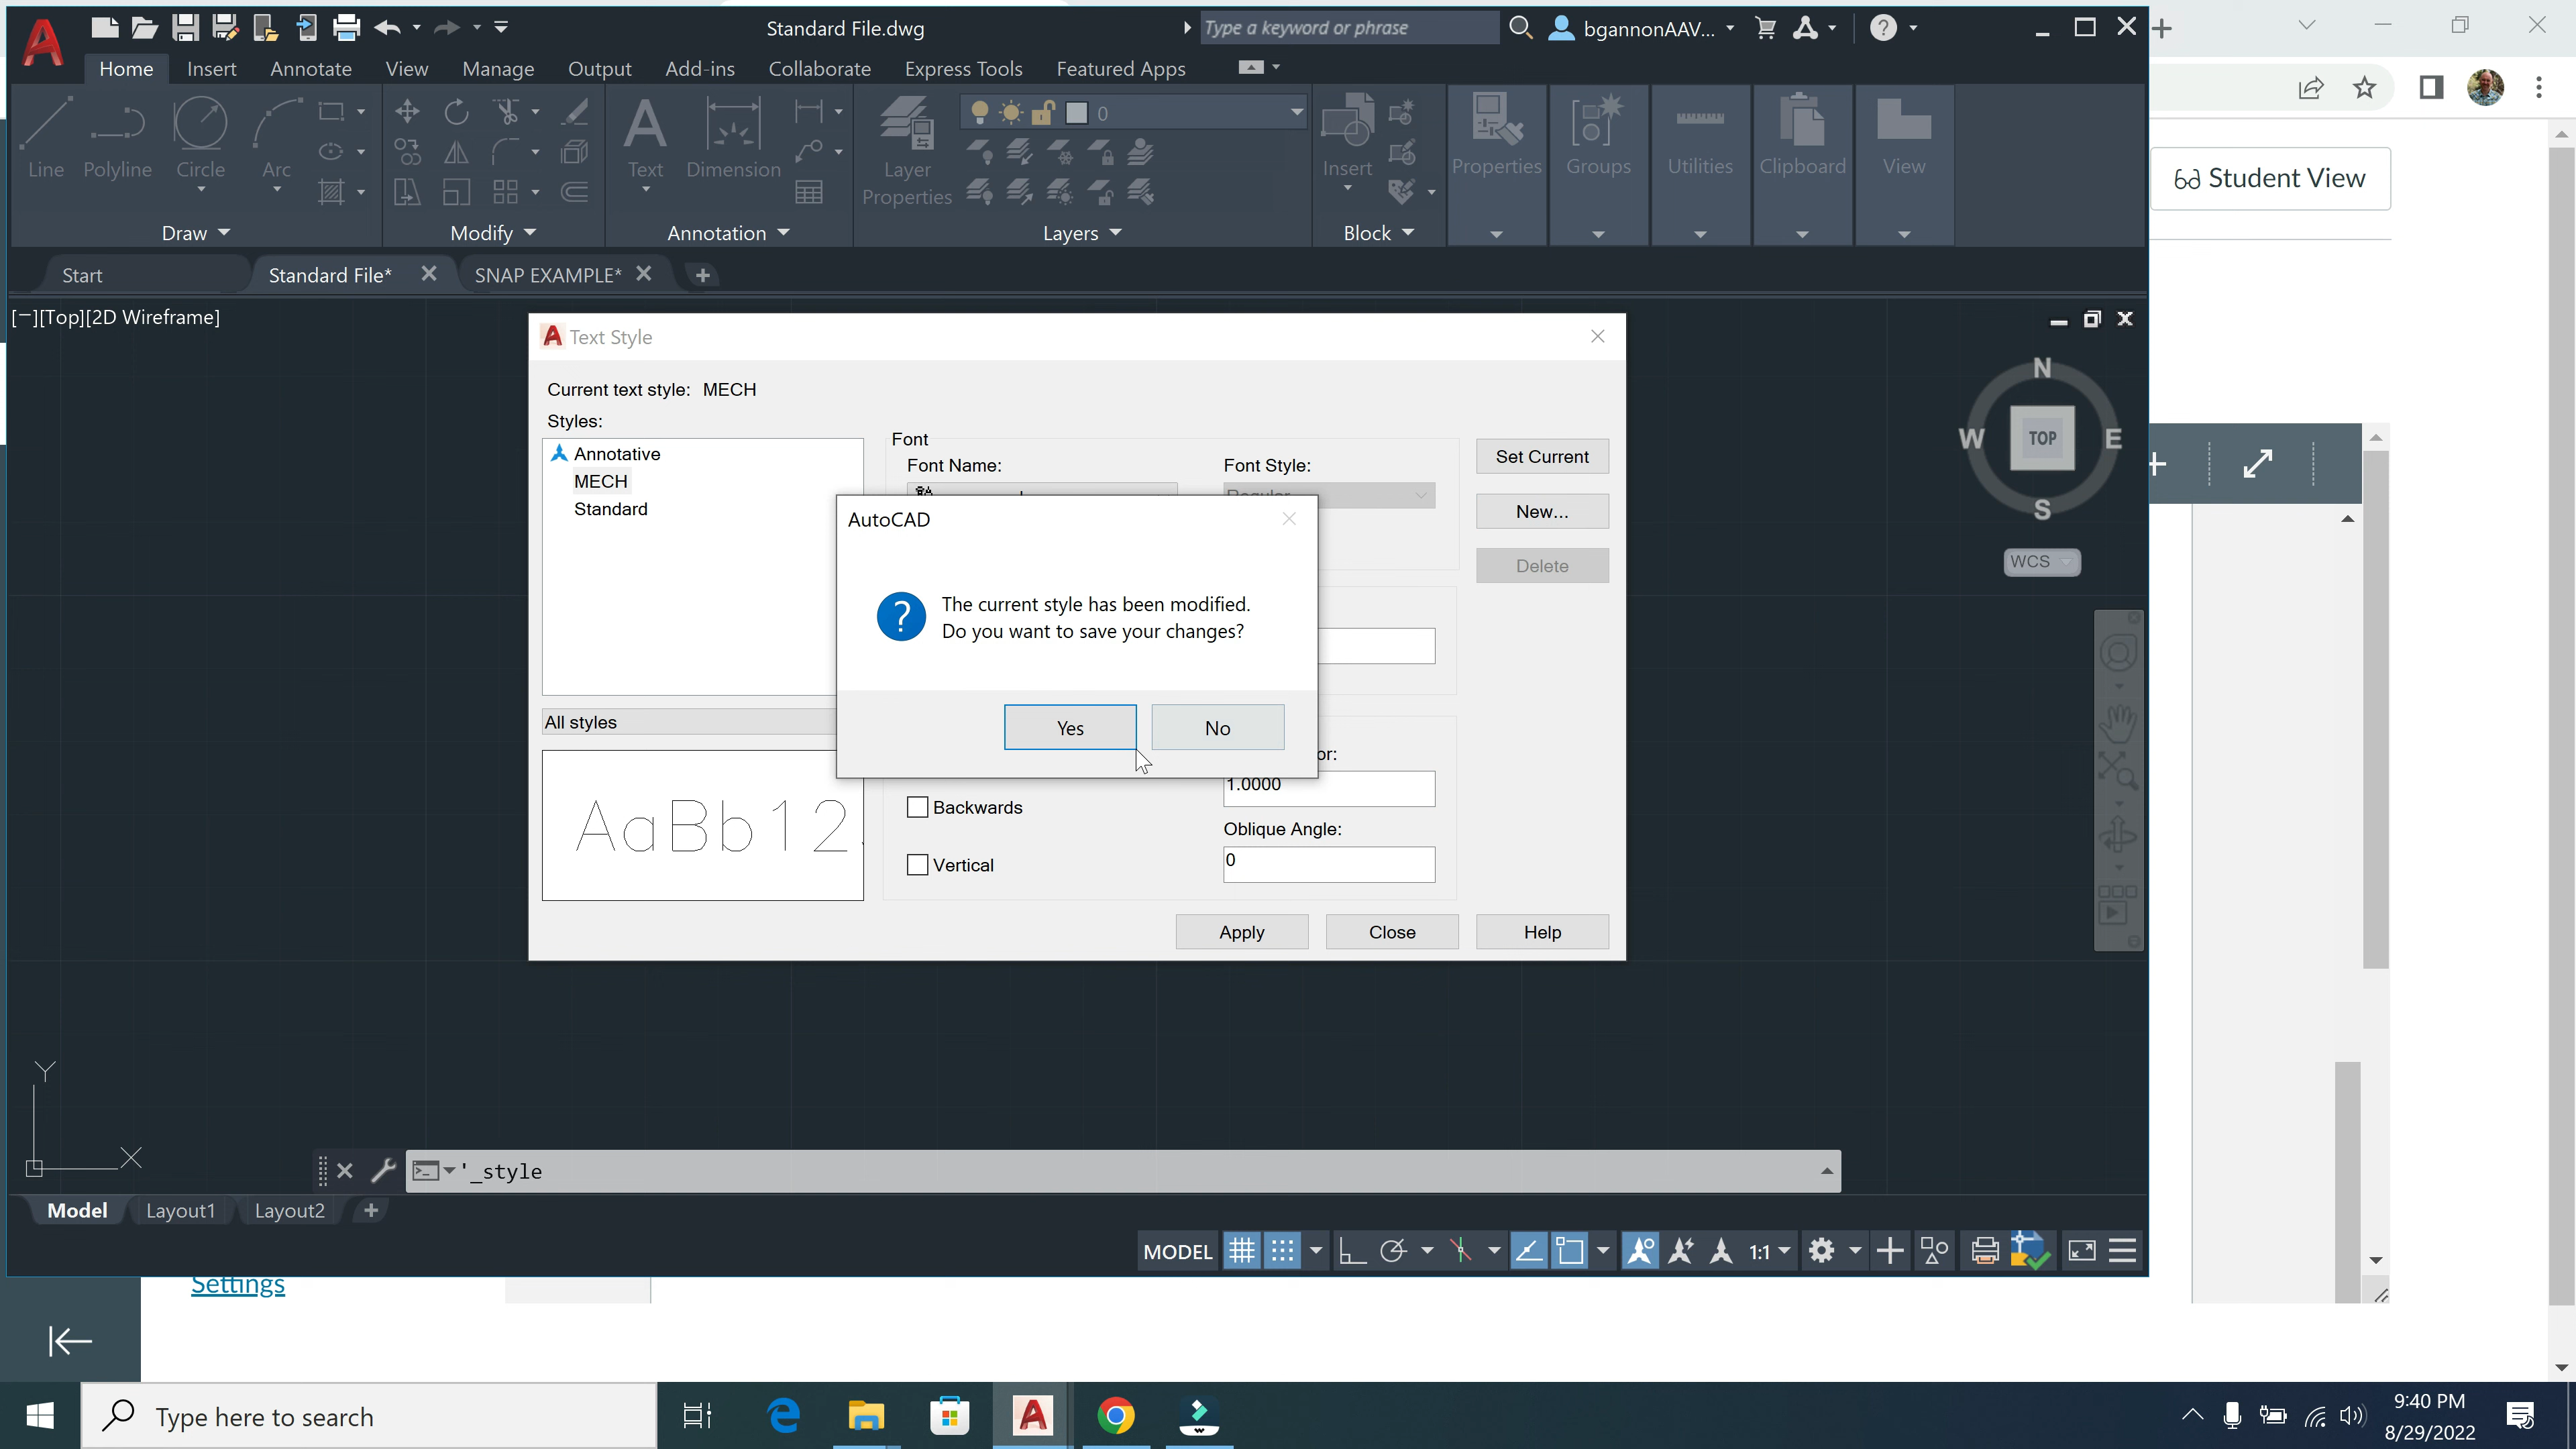 Standard File.dwg
Type a keyword or phrase
bgannonAAV...
Home
Insert
Annotate
View
Manage
Output
Add-ins
Collaborate
Express Tools
Featured Apps
Line
Polyline
Circle
Arc
Text
Dimension
Layer
Properties
0
Insert
Properties
Groups
Utilities
Clipboard
View
Draw
Modify
Annotation
Layers
Block
Student View
Start
Standard File*
SNAP EXAMPLE*
[−][Top][2D Wireframe]
Text Style
Current text style: MECH
Styles:
Annotative
MECH
Standard
Font
Font Name:
Font Style:
Regular
Set Current
New...
Delete
AutoCAD
The current style has been modified.
Do you want to save your changes?
Yes
No
All styles
AaBb12
or:
1.0000
Backwards
Oblique Angle:
0
Vertical
Apply
Close
Help
N
W
TOP
E
S
WCS
Y
X
'_style
Model
Layout1
Layout2
MODEL
1:1
Settings
Type here to search
9:40 PM
8/29/2022